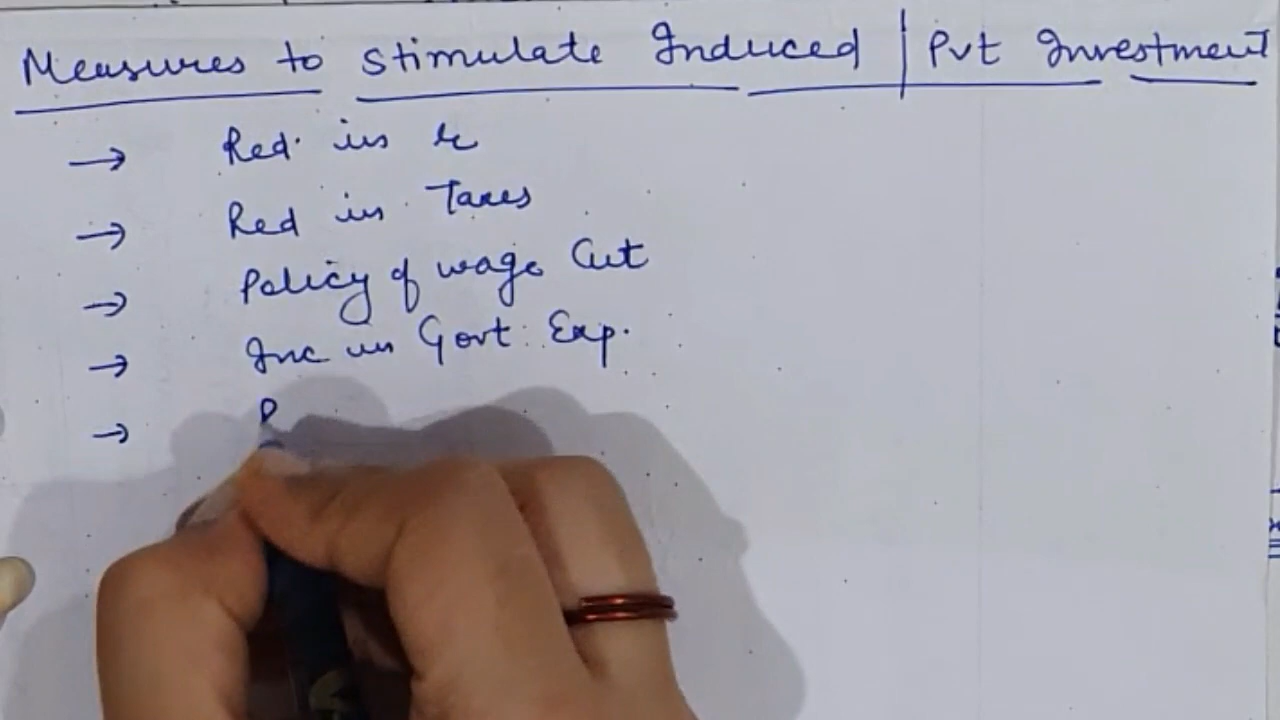 Measures to stimulate Induced | Pvt Investment
→ Red. in r
→ Red in Taxes
→ Policy of wage Cut
→ Inc in Govt. Exp.
→ P